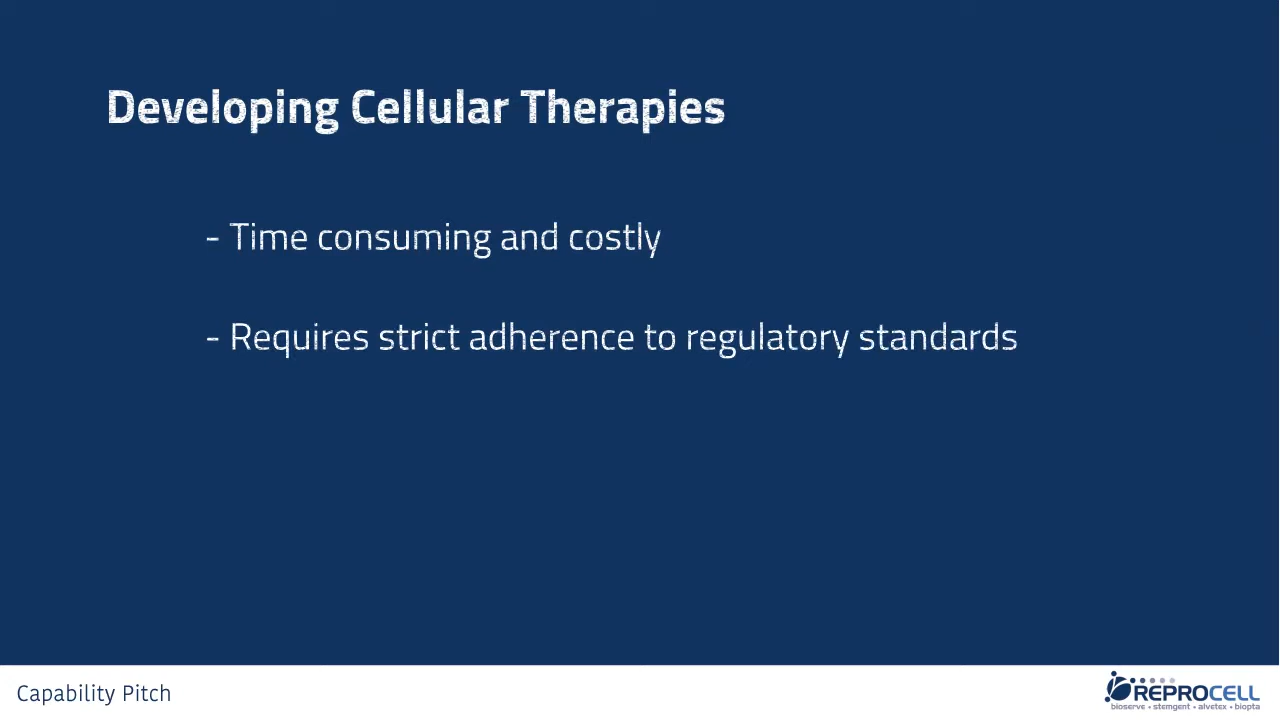 Developing Cellular Therapies
- Time consuming and costly
- Requires strict adherence to regulatory standards
Capability Pitch
REPROCELL
bioserve • stemgent • alvetex • biopta